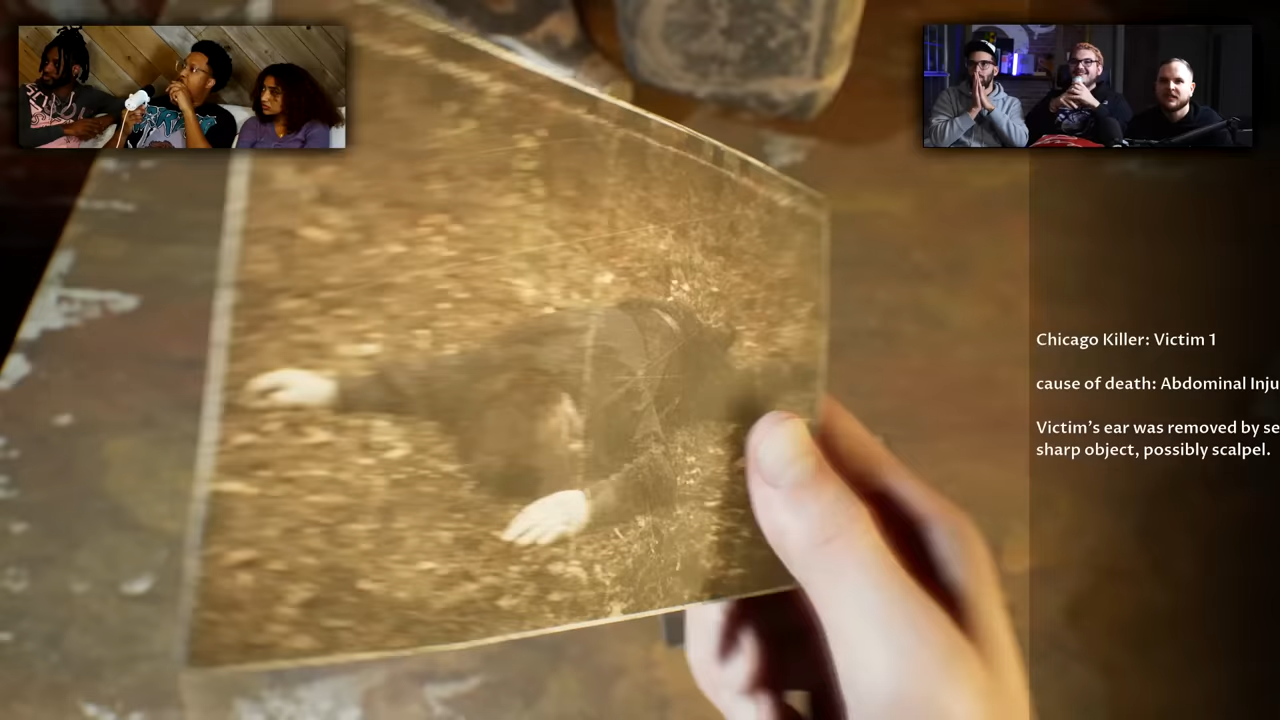 Chicago Killer: Victim 1
cause of death: Abdominal Inju
Victim's ear was removed by se
sharp object, possibly scalpel.